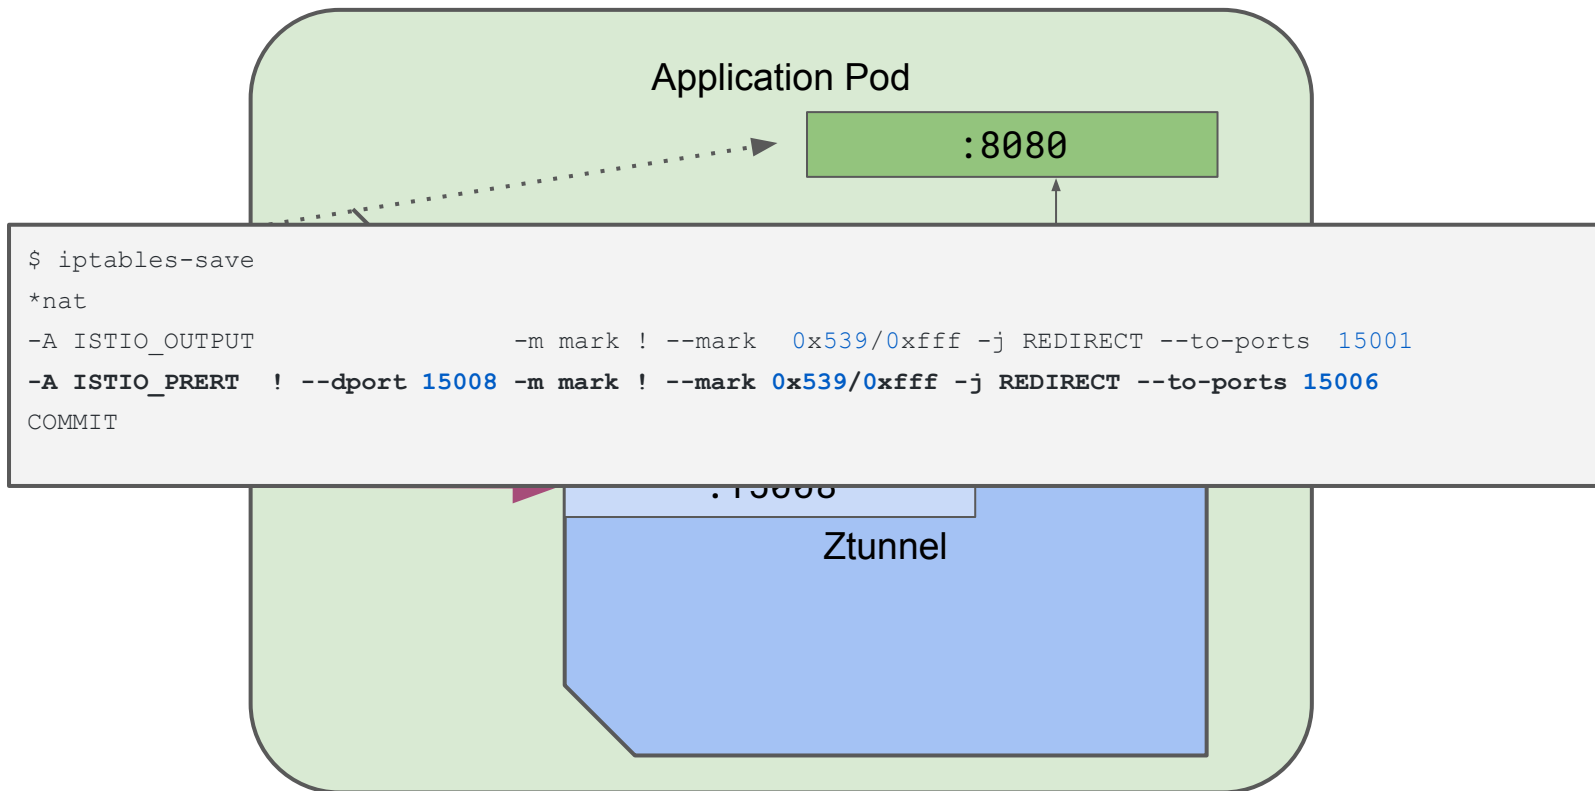 Application Pod
:8080
$ iptables-save
*nat
-A ISTIO_OUTPUT -m mark ! --mark 0x539/0xfff -j REDIRECT --to-ports 15001
-A ISTIO_PRERT ! --dport 15008 -m mark ! --mark 0x539/0xfff -j REDIRECT --to-ports 15006
COMMIT
:15008
Ztunnel